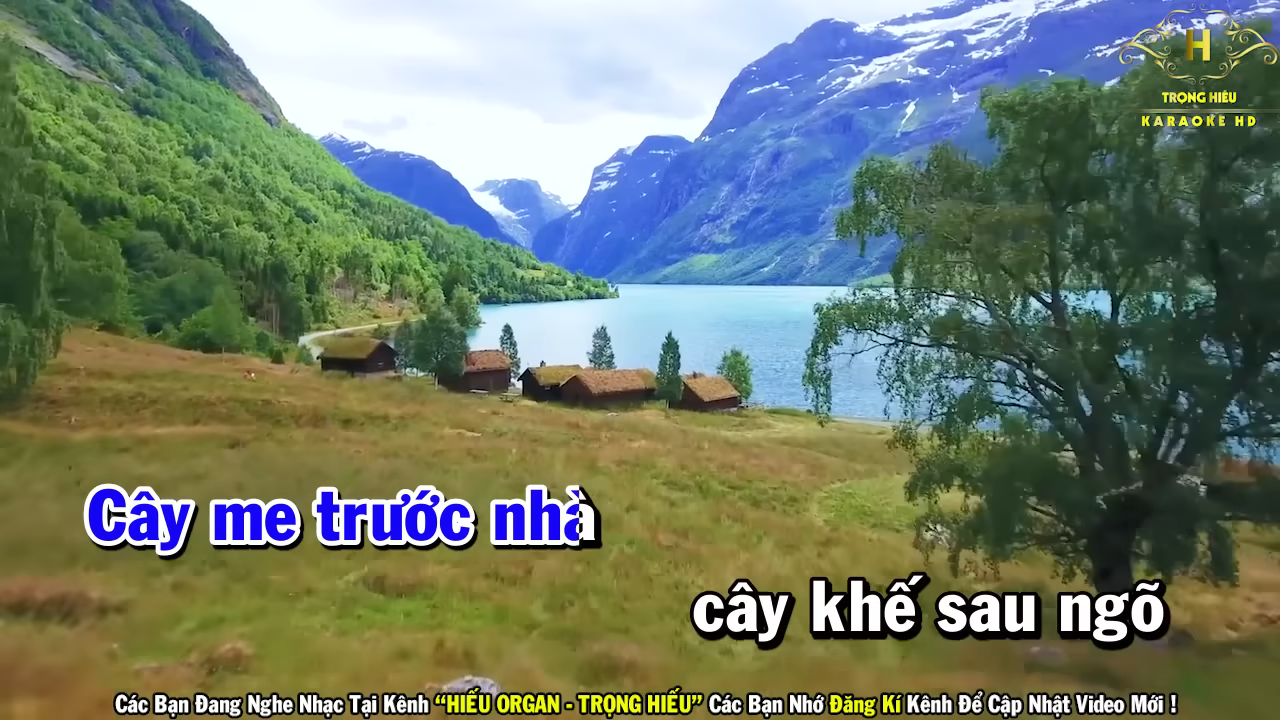 H
TRỌNG HIẾU
KARAOKE HD
Cây me trước nhà
cây khế sau ngõ
Các Bạn Đang Nghe Nhạc Tại Kênh “HIẾU ORGAN - TRỌNG HIẾU” Các Bạn Nhớ Đăng Kí Kênh Để Cập Nhật Video Mới !